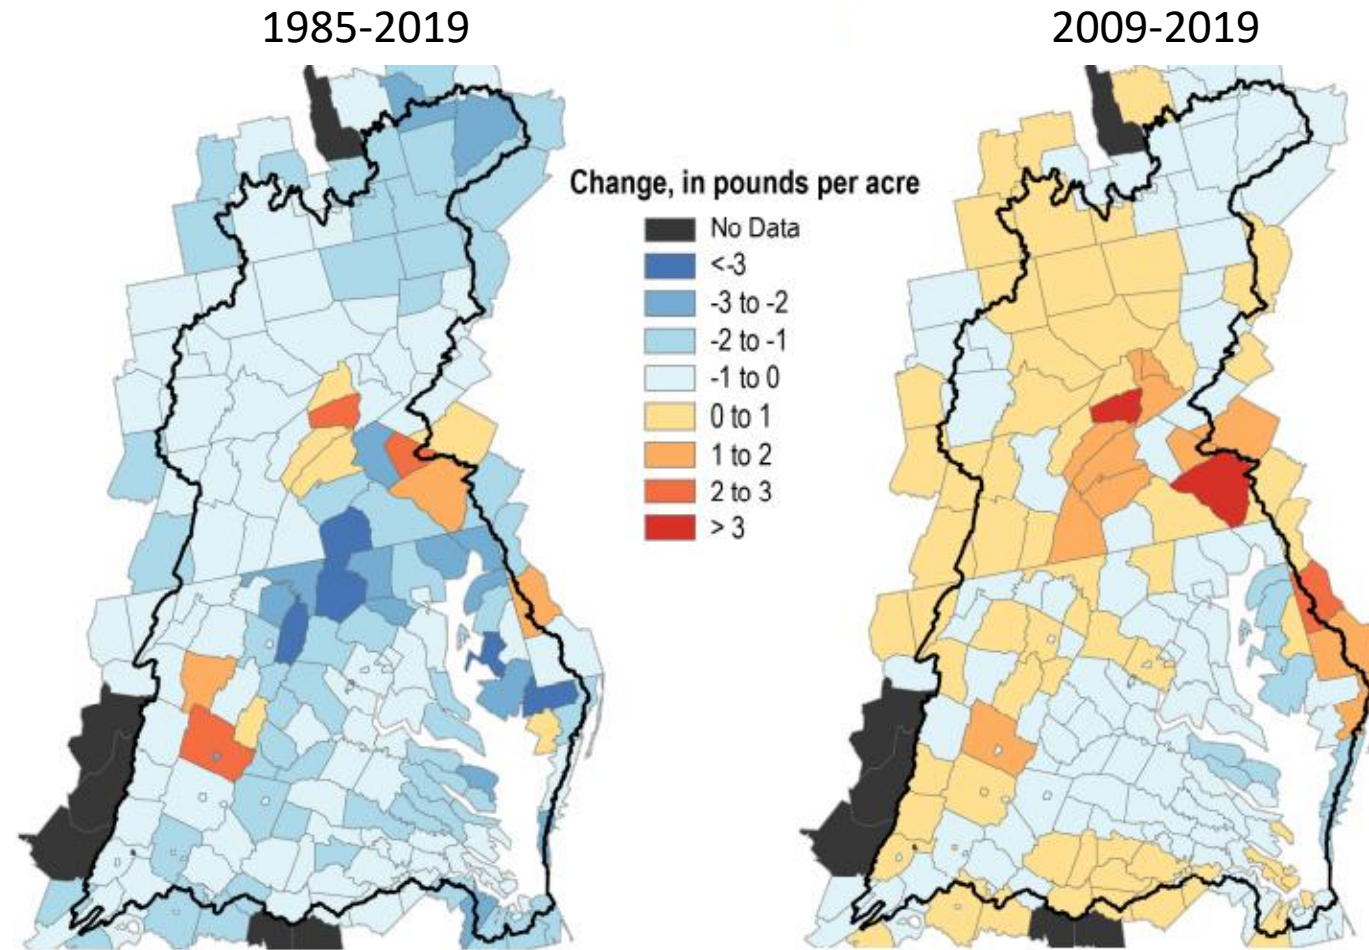 1985-2019
2009-2019
Change, in pounds per acre
No Data
<-3
-3 to -2
-2 to -1
-1 to 0
0 to 1
1 to 2
2 to 3
> 3